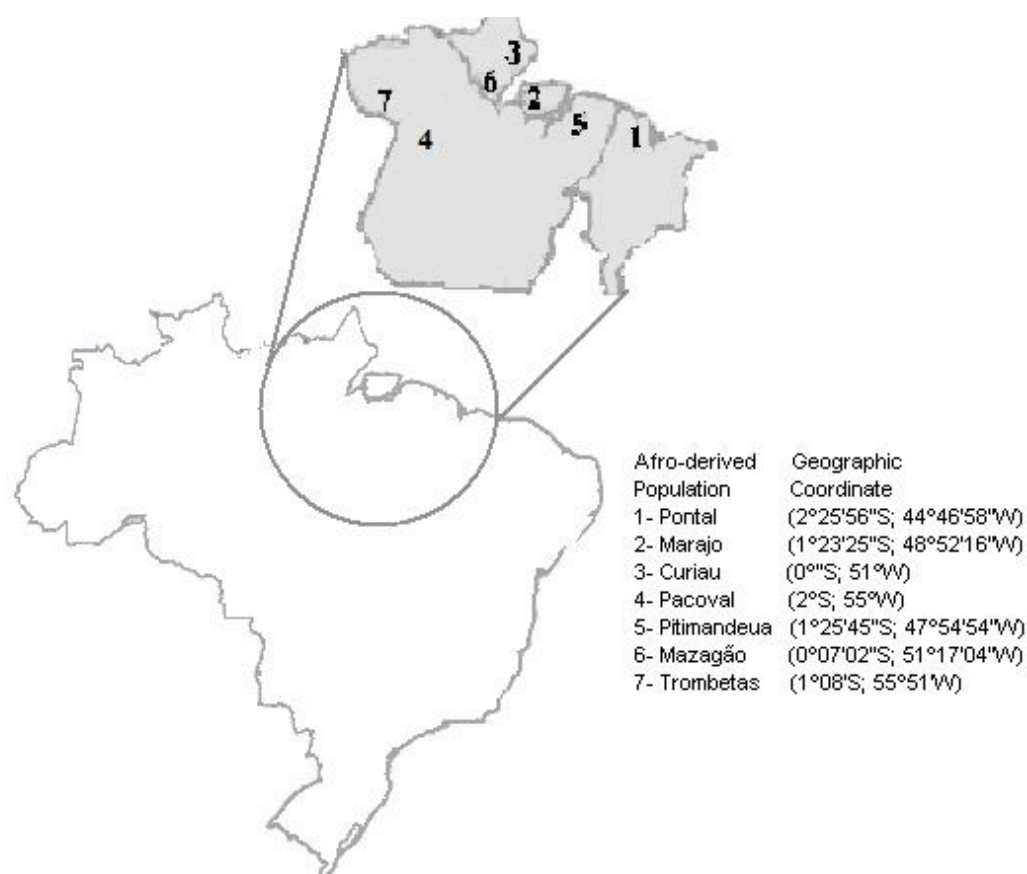 3
6
7
2
5
1
4
Afro-derived Geographic
Population Coordinate
1- Pontal (2°25'56"S; 44°46'58"W)
2- Marajo (1°23'25"S; 48°52'16"W)
3- Curiau (0°"S; 51°W)
4- Pacoval (2°S; 55°W)
5- Pitimandeua (1°25'45"S; 47°54'54"W)
6- Mazagão (0°07'02"S; 51°17'04"W)
7- Trombetas (1°08'S; 55°51'W)